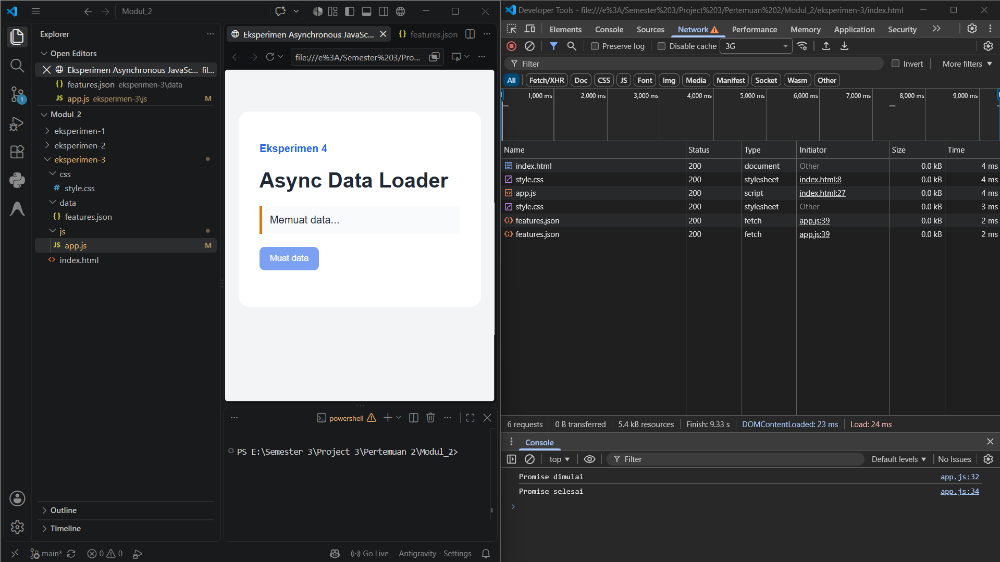 Modul_2
Explorer
Open Editors
Eksperimen Asynchronous JavaSc... fil...
features.json eksperimen-3\data
app.js eksperimen-3\js M
Modul_2
eksperimen-1
eksperimen-2
eksperimen-3
css
style.css
data
features.json
js
app.js M
index.html
Outline
Timeline
main* 0 0
Eksperimen Asynchronous JavaSc... features.json
file:///e%3A/Semester%203/Pro...
Eksperimen 4
Async Data Loader
Memuat data...
Muat data
powershell
PS E:\Semester 3\Project 3\Pertemuan 2\Modul_2>
Go Live Antigravity - Settings
Developer Tools - file:///e%3A/Semester%203/Project%203/Pertemuan%202/Modul_2/eksperimen-3/index.html
Elements Console Sources Network Performance Memory Application Security
Preserve log Disable cache 3G
Filter Invert More filters
All Fetch/XHR Doc CSS JS Font Img Media Manifest Socket Wasm Other
1,000 ms 2,000 ms 3,000 ms 4,000 ms 5,000 ms 6,000 ms 7,000 ms 8,000 ms 9,000 ms
Name Status Type Initiator Size Time
index.html 200 document Other 0.0 kB 4 ms
style.css 200 stylesheet index.html:8 0.0 kB 4 ms
app.js 200 script index.html:27 0.0 kB 4 ms
style.css 200 stylesheet Other 0.0 kB 3 ms
features.json 200 fetch app.js:39 0.0 kB 2 ms
features.json 200 fetch app.js:39 0.0 kB 2 ms
6 requests 0 B transferred 5.4 kB resources Finish: 9.33 s DOMContentLoaded: 23 ms Load: 24 ms
Console
top Filter Default levels No Issues
Promise dimulai app.js:32
Promise selesai app.js:34